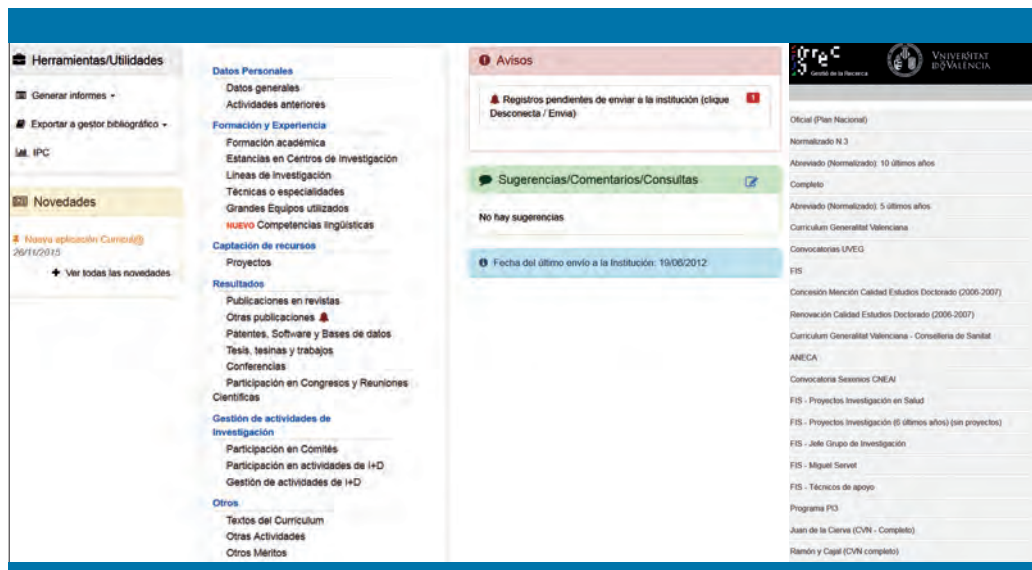 Herramientas/Utilidades
Generar informes
Exportar a gestor bibliográfico
IPC
Novedades
Nueva aplicación Curricul@
26/11/2015
Ver todas las novedades
Datos Personales
Datos generales
Actividades anteriores
Formación y Experiencia
Formación académica
Estancias en Centros de Investigación
Líneas de Investigación
Técnicas o especialidades
Grandes Equipos utilizados
NUEVO Competencias lingüísticas
Captación de recursos
Proyectos
Resultados
Publicaciones en revistas
Otras publicaciones
Patentes, Software y Bases de datos
Tesis, tesinas y trabajos
Conferencias
Participación en Congresos y Reuniones
Científicas
Gestión de actividades de
Investigación
Participación en Comités
Participación en actividades de I+D
Gestión de actividades de I+D
Otros
Textos del Curriculum
Otras Actividades
Otros Méritos
Avisos
Registros pendientes de enviar a la institución (clique
Desconecta / Envia)
Sugerencias/Comentarios/Consultas
No hay sugerencias
Fecha del último envío a la Institución: 19/06/2012
grec
Gestió de la Recerca
VNIVERSITAT
DE VALÈNCIA
Oficial (Plan Nacional)
Normalizado N.3
Abreviado (Normalizado). 10 últimos años
Completo
Abreviado (Normalizado). 5 últimos años
Curriculum Generalitat Valenciana
Convocatorias UVEG
FIS
Concesión Mención Calidad Estudios Doctorado (2006-2007)
Renovación Calidad Estudios Doctorado (2006-2007)
Curriculum Generalitat Valenciana - Conselleria de Sanitat
ANECA
Convocatoria Sexenios CNEAI
FIS - Proyectos Investigación en Salud
FIS - Proyectos Investigación (6 últimos años) (sin proyectos)
FIS - Jefe Grupo de Investigación
FIS - Miguel Servet
FIS - Técnicos de apoyo
Programa PI3
Juan de la Cierva (CVN - Completo)
Ramón y Cajal (CVN completo)